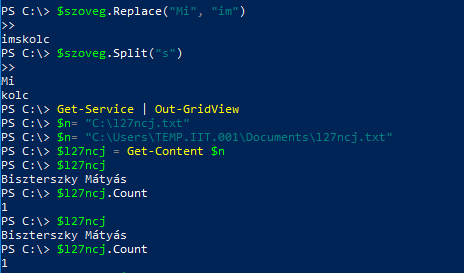 PS C:\> $szoveg.Replace("Mi", "im")
>>
imskolc
PS C:\> $szoveg.Split("s")
>>
Mi
kolc
PS C:\> Get-Service | Out-GridView
PS C:\> $n= "C:\l27ncj.txt"
PS C:\> $n= "C:\Users\TEMP.IIT.001\Documents\l27ncj.txt"
PS C:\> $l27ncj = Get-Content $n
PS C:\> $l27ncj
Biszterszky Mátyás
PS C:\> $l27ncj.Count
1
PS C:\> $l27ncj
Biszterszky Mátyás
PS C:\> $l27ncj.Count
1